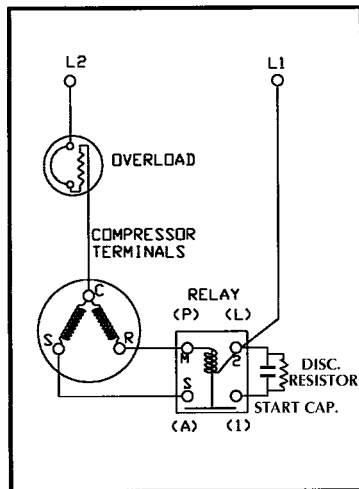 L2 L1
OVERLOAD
COMPRESSOR
TERMINALS
RELAY
(P) (L)
C
S R M 2
S
DISC.
RESISTOR
START CAP.
(A) (1)